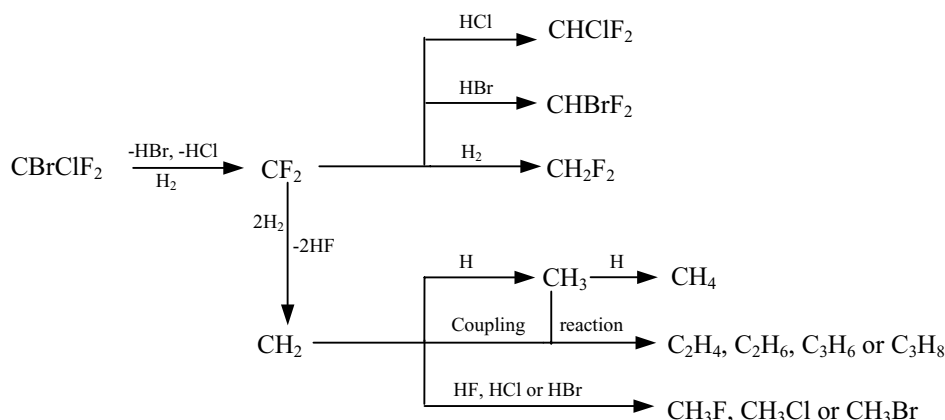 HCl
CHClF₂
HBr
CHBrF₂
CBrClF₂ -HBr, -HCl CF₂ H₂ CH₂F₂
H₂
2H₂
-2HF
H CH₃ H CH₄
CH₂ Coupling reaction C₂H₄, C₂H₆, C₃H₆ or C₃H₈
HF, HCl or HBr
CH₃F, CH₃Cl or CH₃Br